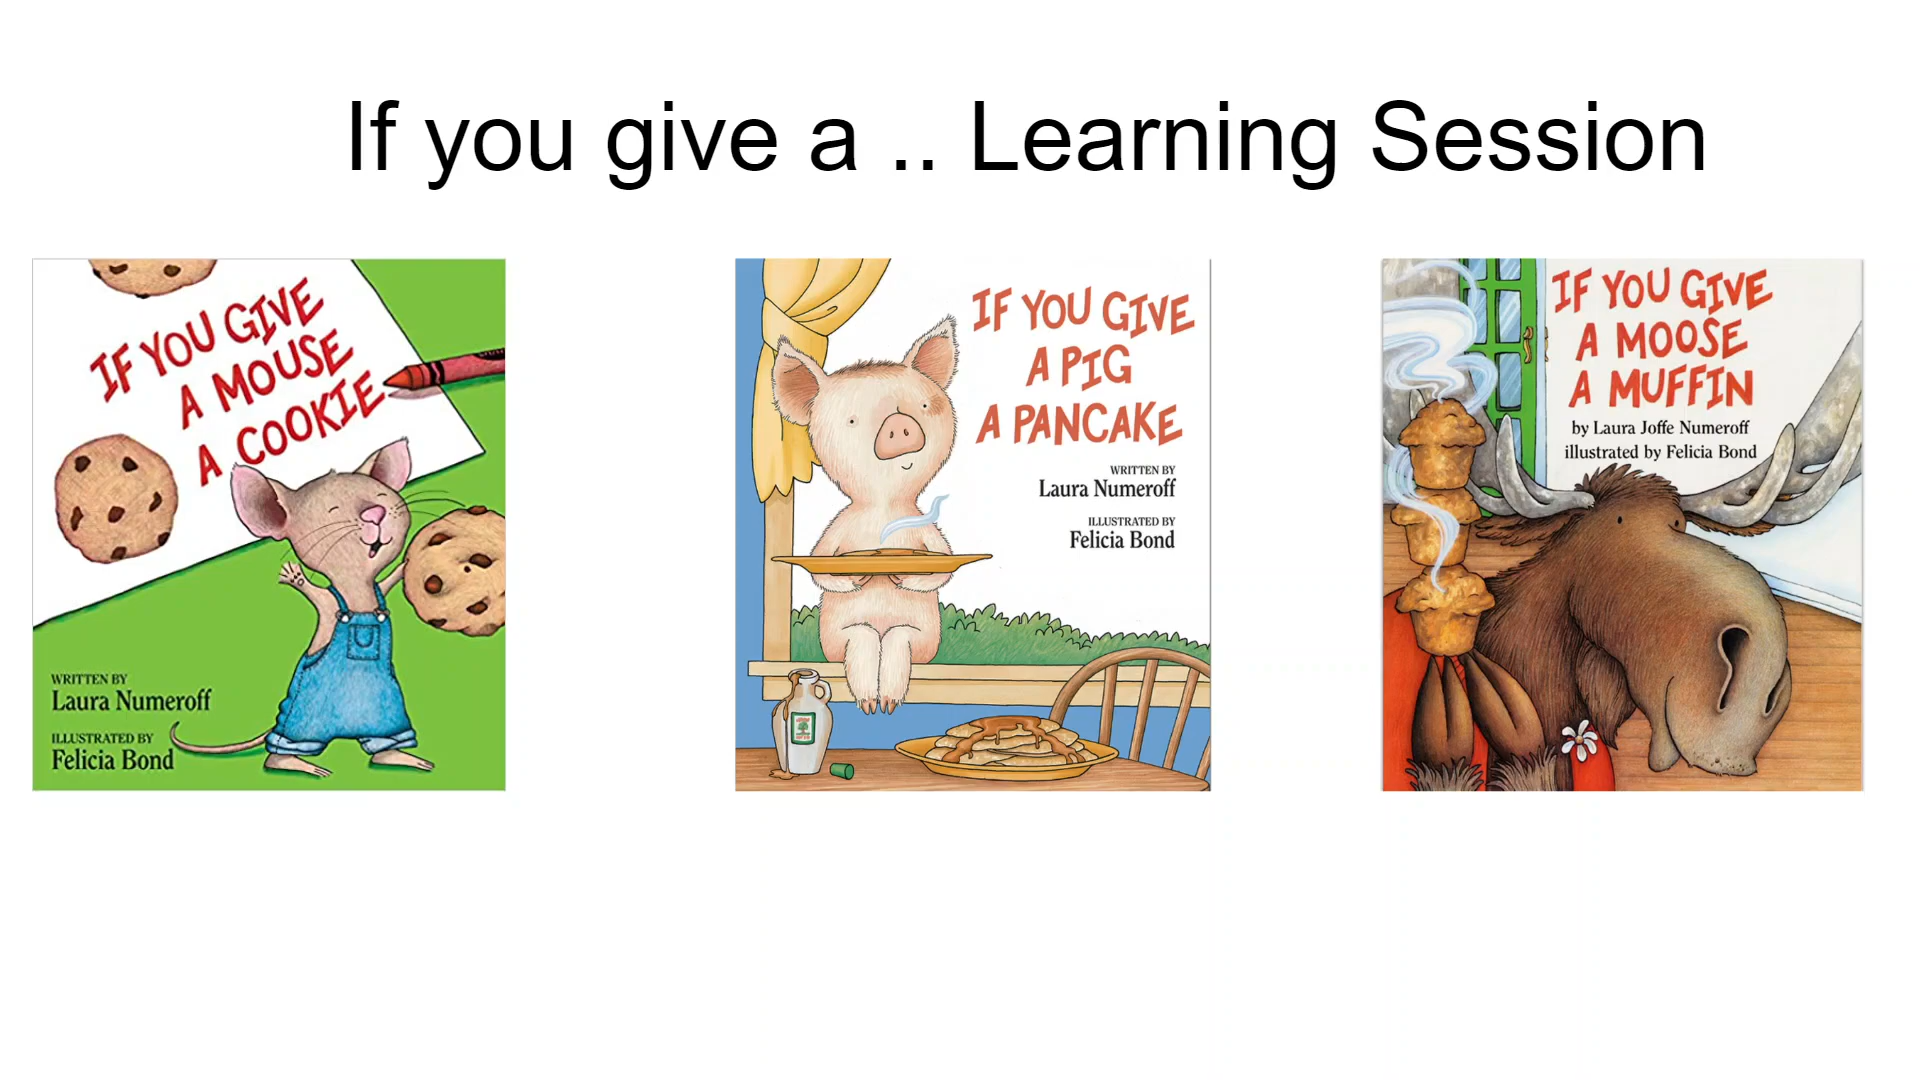 If you give a .. Learning Session
IF YOU GIVE
A MOUSE
A COOKIE
WRITTEN BY
Laura Numeroff
ILLUSTRATED BY
Felicia Bond
IF YOU GIVE
A PIG
A PANCAKE
WRITTEN BY
Laura Numeroff
ILLUSTRATED BY
Felicia Bond
IF YOU GIVE
A MOOSE
A MUFFIN
by Laura Joffe Numeroff
illustrated by Felicia Bond